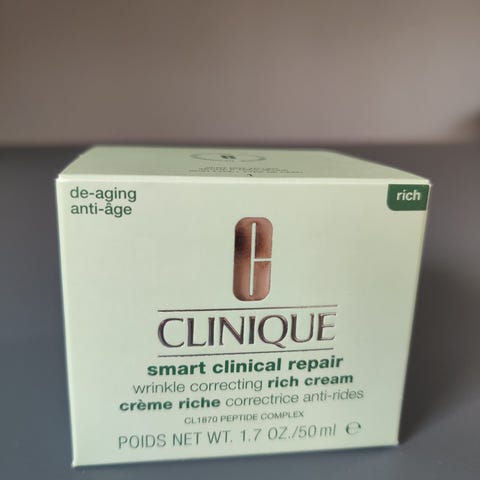 de-aging
anti-âge
rich
CLINIQUE
smart clinical repair
wrinkle correcting rich cream
crème riche correctrice anti-rides
CL1870 PEPTIDE COMPLEX
POIDS NET WT. 1.7 OZ./50 ml ℮